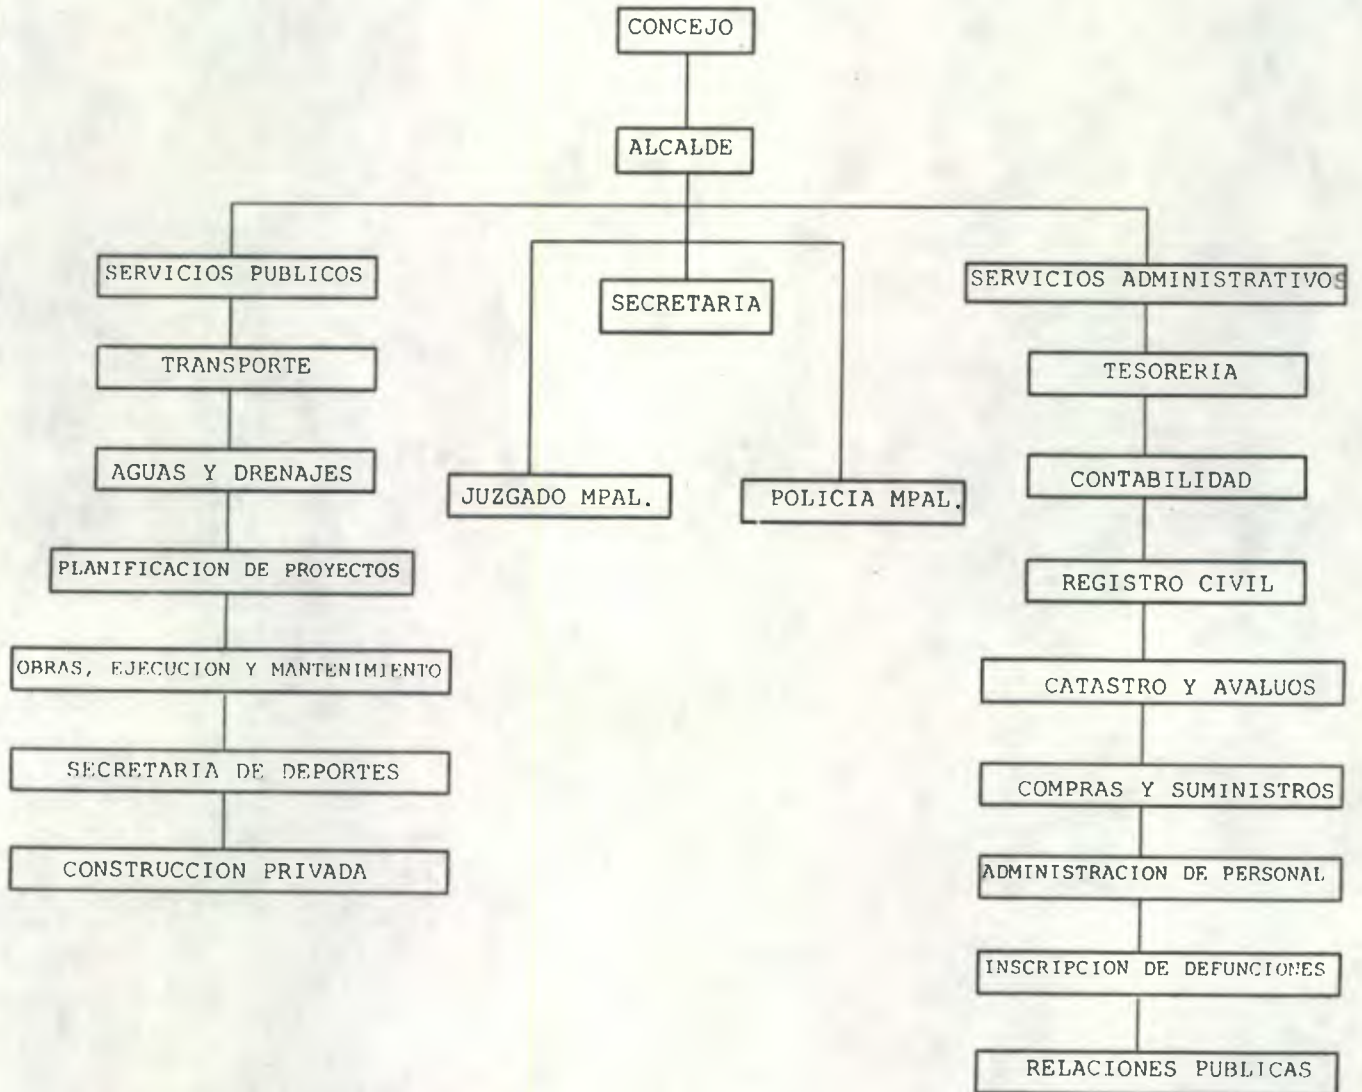 CONCEJO
ALCALDE
SERVICIOS PUBLICOS
TRANSPORTE
AGUAS Y DRENAJES
PLANIFICACION DE PROYECTOS
OBRAS, EJECUCION Y MANTENIMIENTO
SECRETARIA DE DEPORTES
CONSTRUCCION PRIVADA
SECRETARIA
JUZGADO MPAL.
POLICIA MPAL.
SERVICIOS ADMINISTRATIVOS
TESORERIA
CONTABILIDAD
REGISTRO CIVIL
CATASTRO Y AVALUOS
COMPRAS Y SUMINISTROS
ADMINISTRACION DE PERSONAL
INSCRIPCION DE DEFUNCIONES
RELACIONES PUBLICAS